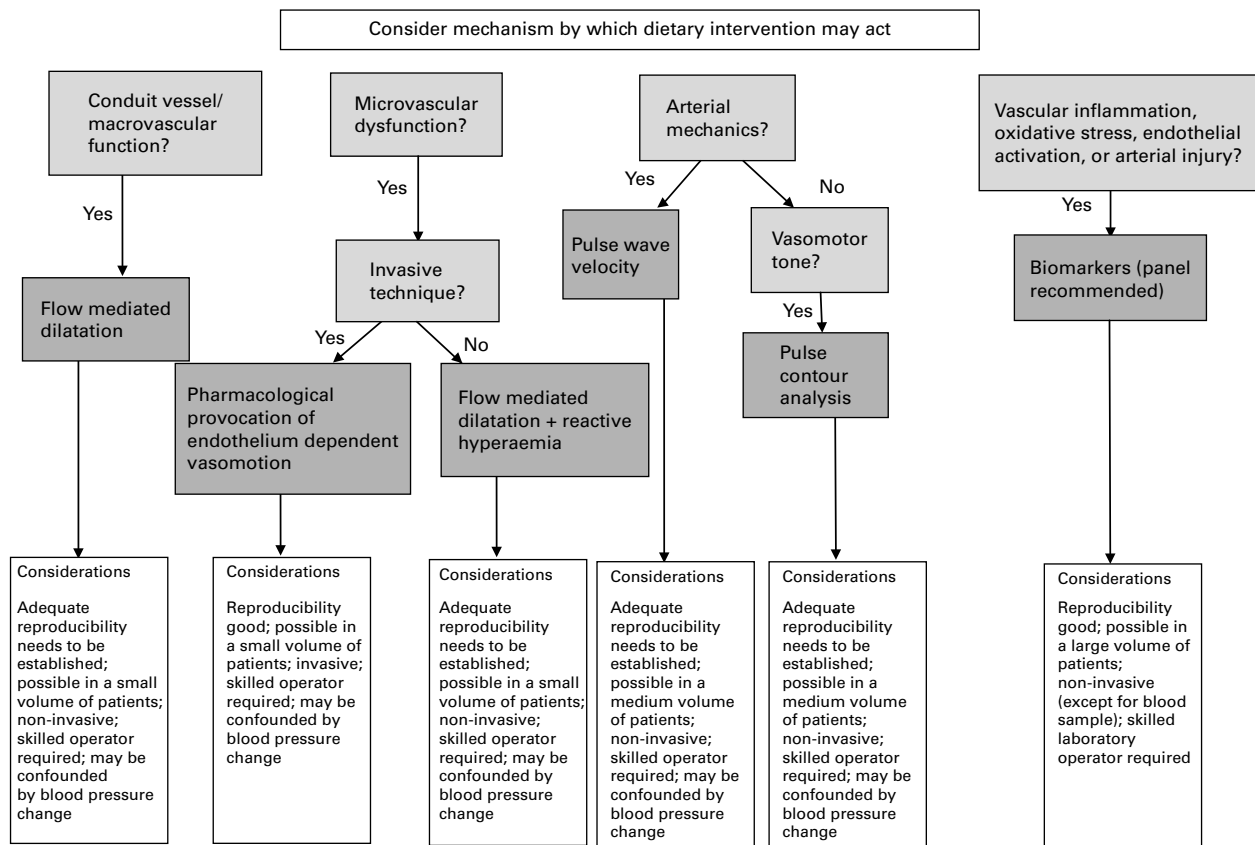 Consider mechanism by which dietary intervention may act
Conduit vessel/
macrovascular
function?
Microvascular
dysfunction?
Arterial
mechanics?
Vascular inflammation,
oxidative stress, endothelial
activation, or arterial injury?
Yes
Yes
Yes
No
Yes
Flow mediated
dilatation
Invasive
technique?
Pulse wave
velocity
Vasomotor
tone?
Biomarkers (panel
recommended)
Yes
No
Yes
Pharmacological
provocation of
endothelium dependent
vasomotion
Flow mediated
dilatation + reactive
hyperaemia
Pulse
contour
analysis
Considerations
Adequate
reproducibility
needs to be
established;
possible in a small
volume of patients;
non-invasive;
skilled operator
required; may be
confounded
by blood pressure
change
Considerations
Reproducibility
good; possible in
a small volume of
patients; invasive;
skilled operator
required; may be
confounded by
blood pressure
change
Considerations
Adequate
reproducibility
needs to be
established;
possible in a small
volume of patients;
non-invasive;
skilled operator
required; may be
confounded by
blood pressure
change
Considerations
Adequate
reproducibility
needs to be
established;
possible in a
medium volume
of patients;
non-invasive;
skilled operator
required; may be
confounded by
blood pressure
change
Considerations
Adequate
reproducibility
needs to be
established;
possible in a
medium volume
of patients;
non-invasive;
skilled operator
required; may be
confounded by
blood pressure
change
Considerations
Reproducibility
good; possible in
a large volume of
patients;
non-invasive
(except for blood
sample); skilled
laboratory
operator required